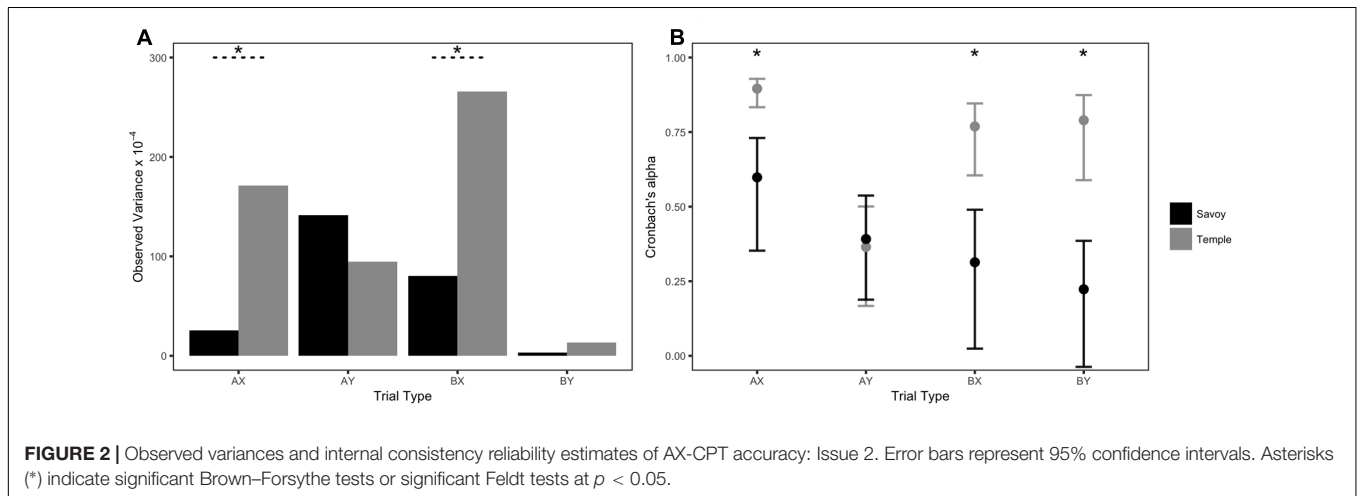 A
B
*
*
*
*
*
300
200
100
0
Observed Variance x 10⁻⁴
AX
AY
BX
BY
Trial Type
1.00
0.75
0.50
0.25
0.00
Cronbach's alpha
AX
AY
BX
BY
Trial Type
Savoy
Temple
FIGURE 2 | Observed variances and internal consistency reliability estimates of AX-CPT accuracy: Issue 2. Error bars represent 95% confidence intervals. Asterisks
(*) indicate significant Brown–Forsythe tests or significant Feldt tests at p < 0.05.